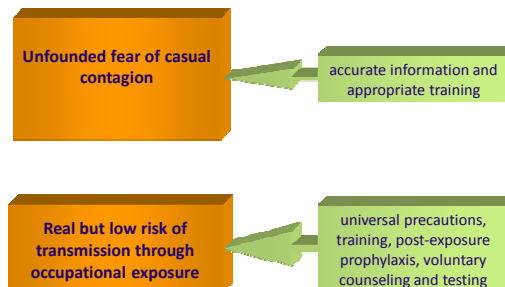 Unfounded fear of casual
contagion
accurate information and
appropriate training
Real but low risk of
transmission through
occupational exposure
universal precautions,
training, post-exposure
prophylaxis, voluntary
counseling and testing